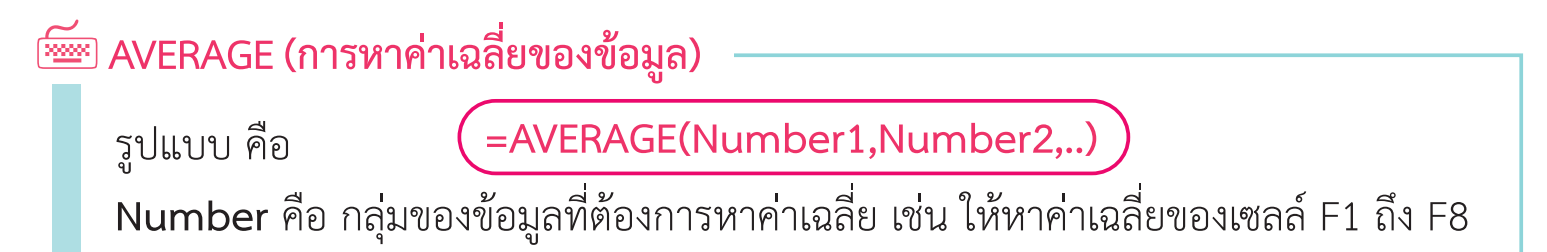 AVERAGE (การหาค่าเฉลี่ยของข้อมูล)
รูปแบบ คือ =AVERAGE(Number1,Number2,..)
Number คือ กลุ่มของข้อมูลที่ต้องการหาค่าเฉลี่ย เช่น ให้หาค่าเฉลี่ยของเซลล์ F1 ถึง F8